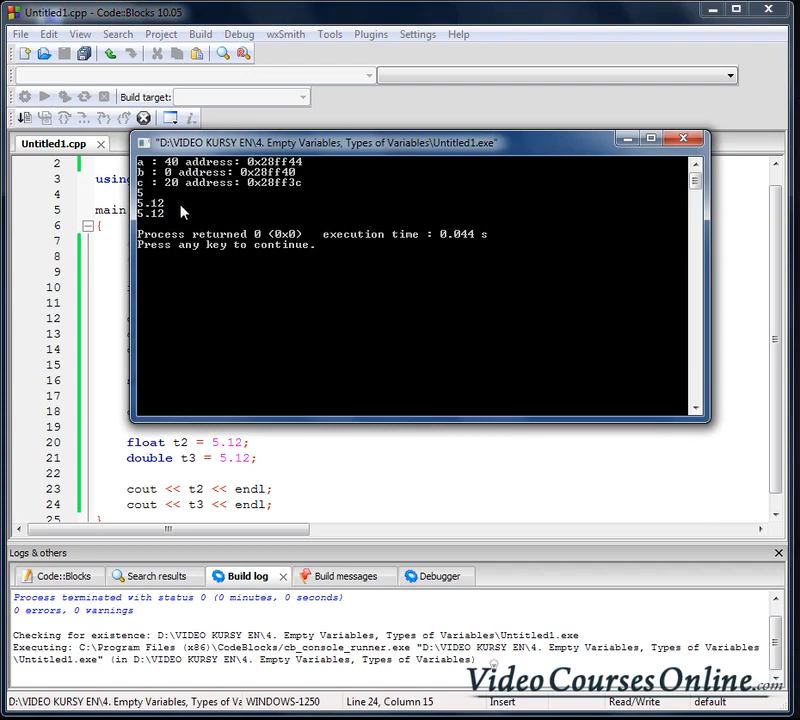 Untitled1.cpp - Code::Blocks 10.05
File Edit View Search Project Build Debug wxSmith Tools Plugins Settings Help
Build target:
Untitled1.cpp
"D:\VIDEO KURSY EN\4. Empty Variables, Types of Variables\Untitled1.exe"
a : 40 address: 0x28ff44
b : 0 address: 0x28ff40
c : 20 address: 0x28ff3c
5
5.12
5.12
Process returned 0 (0x0) execution time : 0.044 s
Press any key to continue.
2
3 using
4
5 main
6 {
7
8
9
10
11
12
13
14
15
16
17
18
19
20 float t2 = 5.12;
21 double t3 = 5.12;
22
23 cout << t2 << endl;
24 cout << t3 << endl;
25 }
Logs & others
Code::Blocks Search results Build log Build messages Debugger
Process terminated with status 0 (0 minutes, 0 seconds)
0 errors, 0 warnings
Checking for existence: D:\VIDEO KURSY EN\4. Empty Variables, Types of Variables\Untitled1.exe
Executing: C:\Program Files (x86)\CodeBlocks/cb_console_runner.exe "D:\VIDEO KURSY EN\4. Empty Variables, Types of Variables
\Untitled1.exe" (in D:\VIDEO KURSY EN\4. Empty Variables, Types of Variables)
VideoCoursesOnline.com
D:\VIDEO KURSY EN\4. Empty Variables, Types of Va WINDOWS-1250 Line 24, Column 15 Insert Read/Write default